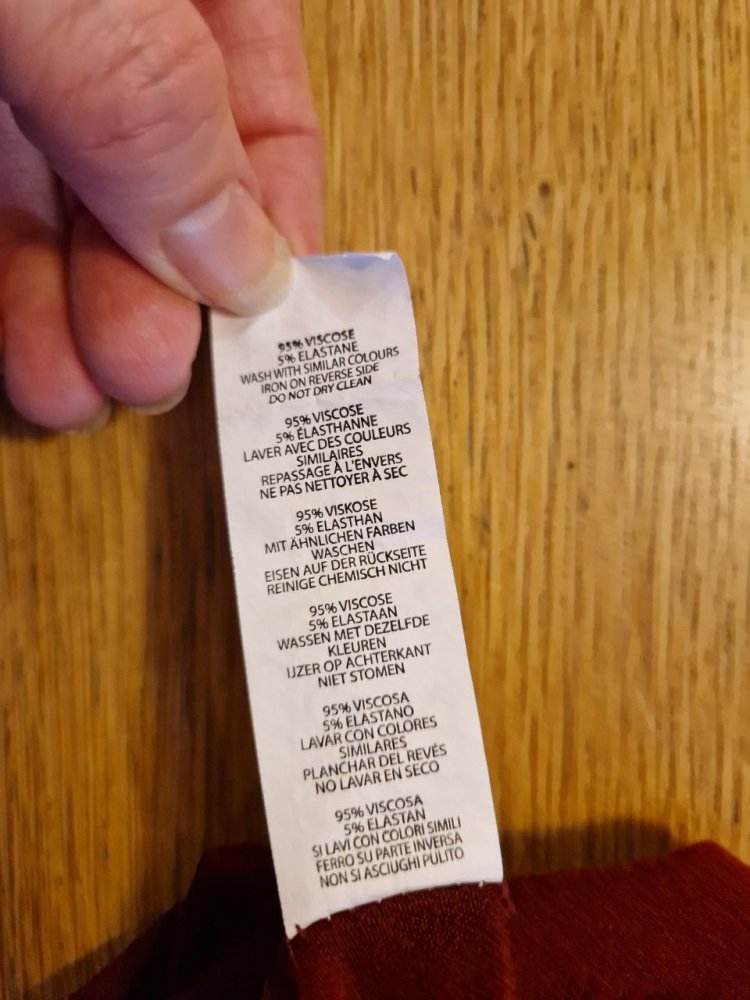 95% VISCOSE
5% ELASTANE
WASH WITH SIMILAR COLOURS
IRON ON REVERSE SIDE
DO NOT DRY CLEAN
95% VISCOSE
5% ÉLASTHANNE
LAVER AVEC DES COULEURS
SIMILAIRES
REPASSAGE À L'ENVERS
NE PAS NETTOYER À SEC
95% VISKOSE
5% ELASTHAN
MIT ÄHNLICHEN FARBEN
WASCHEN
EISEN AUF DER RÜCKSEITE
REINIGE CHEMISCH NICHT
95% VISCOSE
5% ELASTAAN
WASSEN MET DEZELFDE
KLEUREN
IJZER OP ACHTERKANT
NIET STOMEN
95% VISCOSA
5% ELASTANO
LAVAR CON COLORES
SIMILARES
PLANCHAR DEL REVÉS
NO LAVAR EN SECO
95% VISCOSA
5% ELASTAN
SI LAVI CON COLORI SIMILI
FERRO SU PARTE INVERSA
NON SI ASCIUGHI PULITO